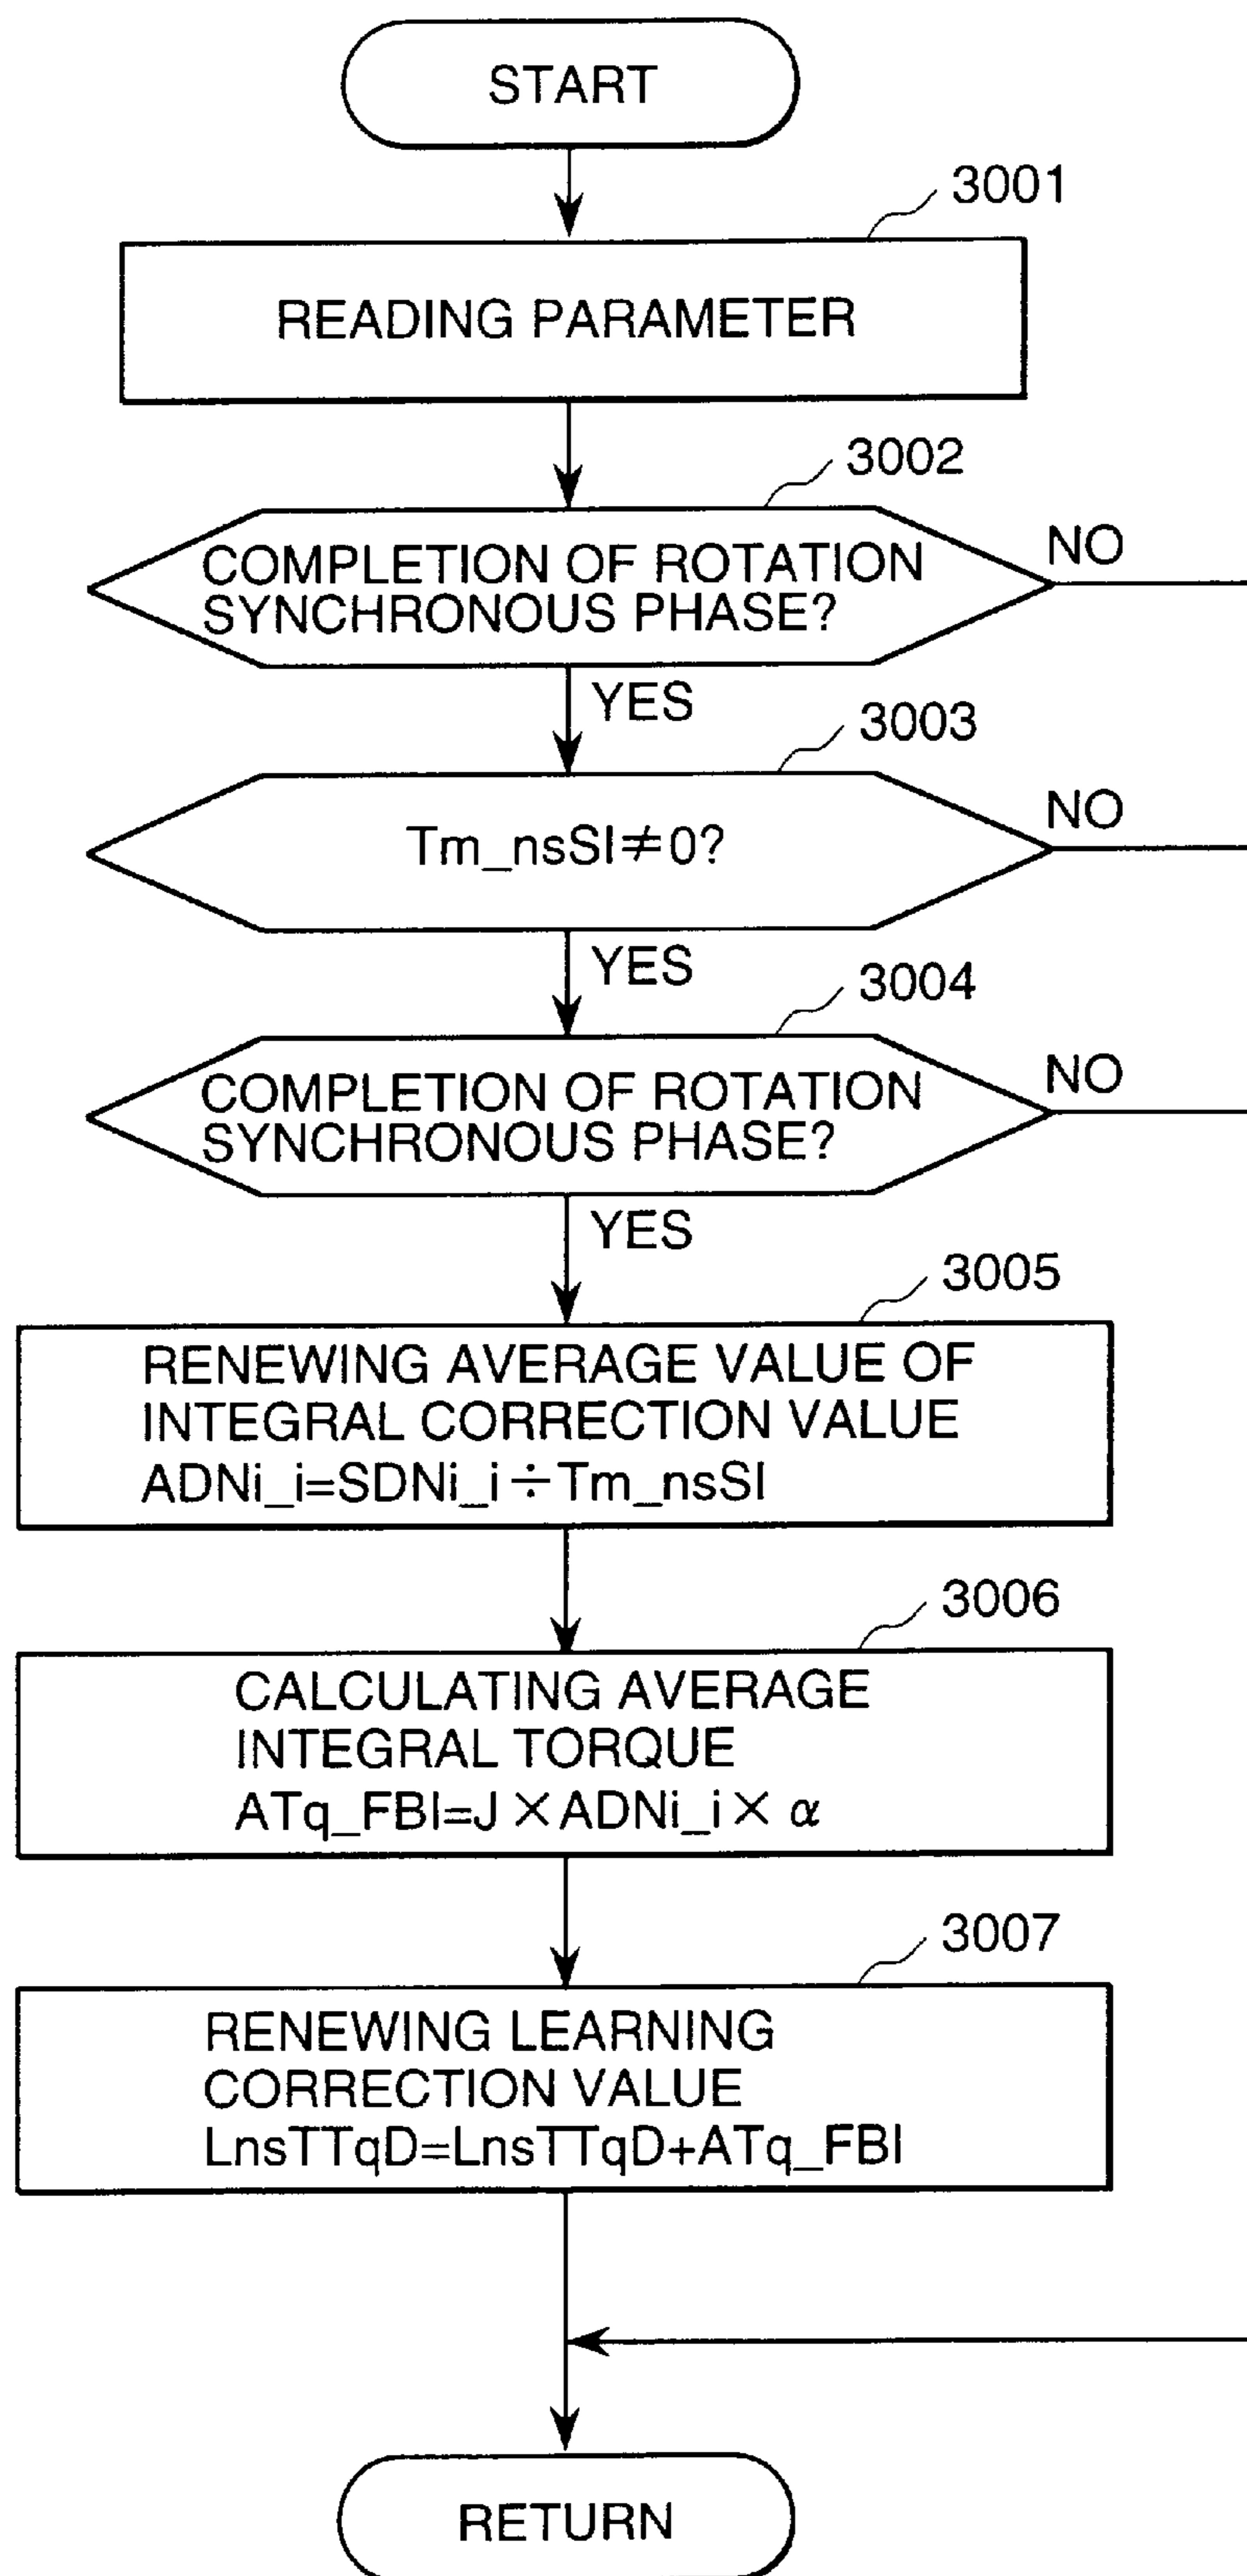 START
3001
READING PARAMETER
3002
COMPLETION OF ROTATION
SYNCHRONOUS PHASE?
NO
YES
3003
Tm_nsSI≠0?
NO
YES
3004
COMPLETION OF ROTATION
SYNCHRONOUS PHASE?
NO
YES
3005
RENEWING AVERAGE VALUE OF
INTEGRAL CORRECTION VALUE
ADNi_i=SDNi_i÷Tm_nsSI
3006
CALCULATING AVERAGE
INTEGRAL TORQUE
ATq_FBI=J×ADNi_i×α
3007
RENEWING LEARNING
CORRECTION VALUE
LnsTTqD=LnsTTqD+ATq_FBI
RETURN